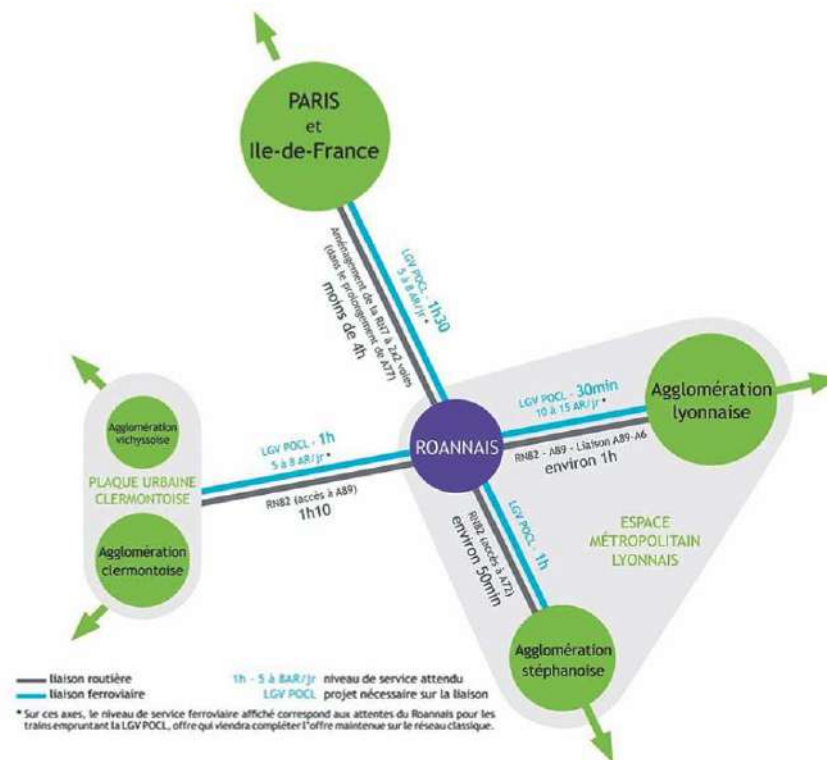 PARIS
et
Ile-de-France
Aménagement de la RN7 à 2x2 voies
(dans le prolongement de A77)
moins de 4h
LGV POCL - 1h30
5 à 8 AR/jr *
Agglomération
vichyssoise
PLAQUE URBAINE
CLERMONTOISE
Agglomération
clermontoise
LGV POCL - 1h
5 à 8 AR/jr *
RN82 (accès à A89)
1h10
ROANNAIS
LGV POCL - 30min
10 à 15 AR/jr *
RN82 - A89 - Liaison A89-A6
environ 1h
Agglomération
lyonnaise
LGV POCL - 1h
RN82 (accès à A72)
environ 50min
ESPACE
MÉTROPOLITAIN
LYONNAIS
Agglomération
stéphanoise
liaison routière
liaison ferroviaire
1h - 5 à 8AR/jr niveau de service attendu
LGV POCL projet nécessaire sur la liaison
* Sur ces axes, le niveau de service ferroviaire affiché correspond aux attentes du Roannais pour les
trains empruntant la LGV POCL, offre qui viendra compléter l'offre maintenue sur le réseau classique.